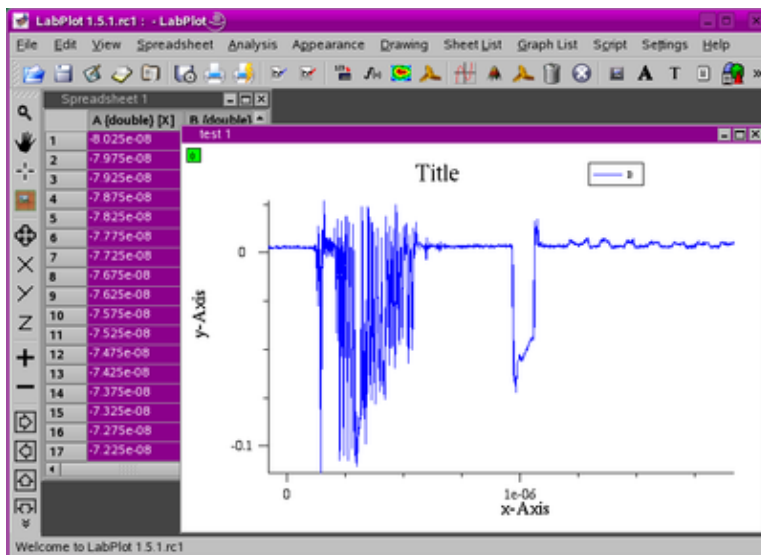 LabPlot 1.5.1.rc1 : - LabPlot
File Edit View Spreadsheet Analysis Appearance Drawing Sheet List Graph List Script Settings Help
Spreadsheet 1
A {double} [X] B {double}
test 1
1 -8.025e-08
2 -7.975e-08
3 -7.925e-08
4 -7.875e-08
5 -7.825e-08
6 -7.775e-08
7 -7.725e-08
8 -7.675e-08
9 -7.625e-08
10 -7.575e-08
11 -7.525e-08
12 -7.475e-08
13 -7.425e-08
14 -7.375e-08
15 -7.325e-08
16 -7.275e-08
17 -7.225e-08
Title
0
y-Axis
-0.1
0 1e-06
x-Axis
Welcome to LabPlot 1.5.1.rc1